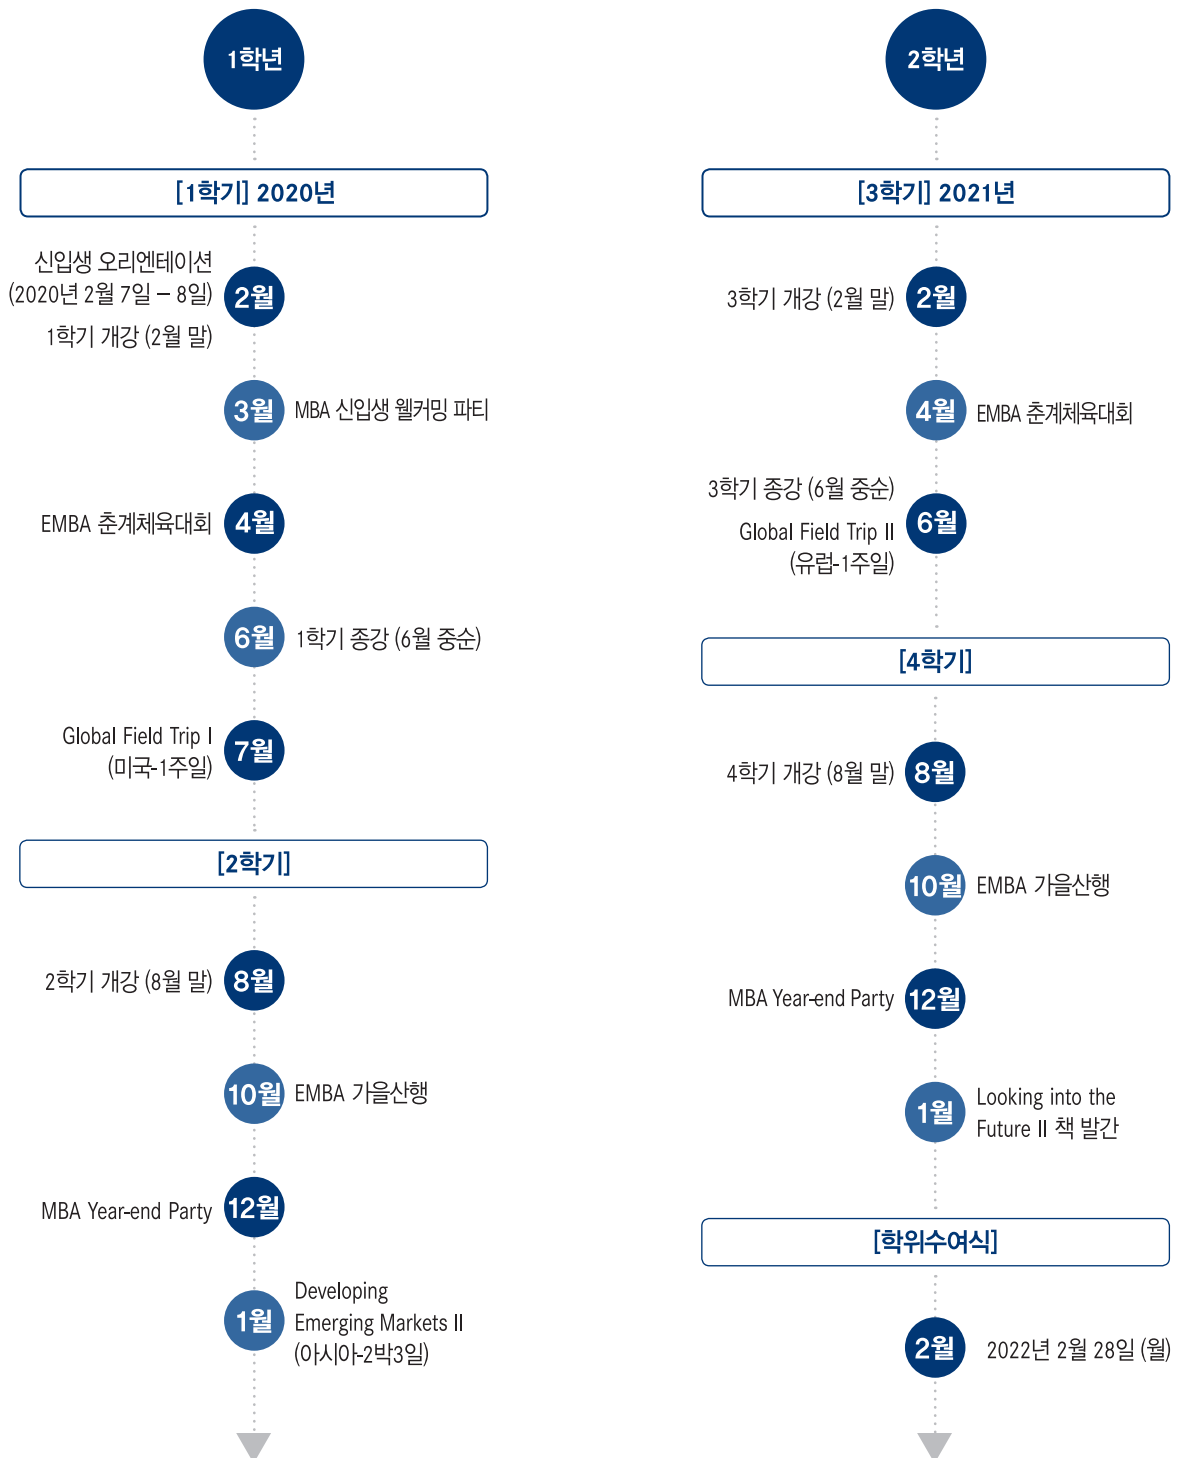 1학년
[1학기] 2020년
신입생 오리엔테이션
(2020년 2월 7일 – 8일)
2월
1학기 개강 (2월 말)
3월
MBA 신입생 웰커밍 파티
EMBA 춘계체육대회
4월
6월
1학기 종강 (6월 중순)
Global Field Trip I
(미국-1주일)
7월
[2학기]
2학기 개강 (8월 말)
8월
10월
EMBA 가을산행
MBA Year-end Party
12월
1월
Developing
Emerging Markets II
(아시아-2박3일)
2학년
[3학기] 2021년
3학기 개강 (2월 말)
2월
4월
EMBA 춘계체육대회
3학기 종강 (6월 중순)
6월
Global Field Trip II
(유럽-1주일)
[4학기]
4학기 개강 (8월 말)
8월
10월
EMBA 가을산행
MBA Year-end Party
12월
1월
Looking into the
Future II 책 발간
[학위수여식]
2월
2022년 2월 28일 (월)